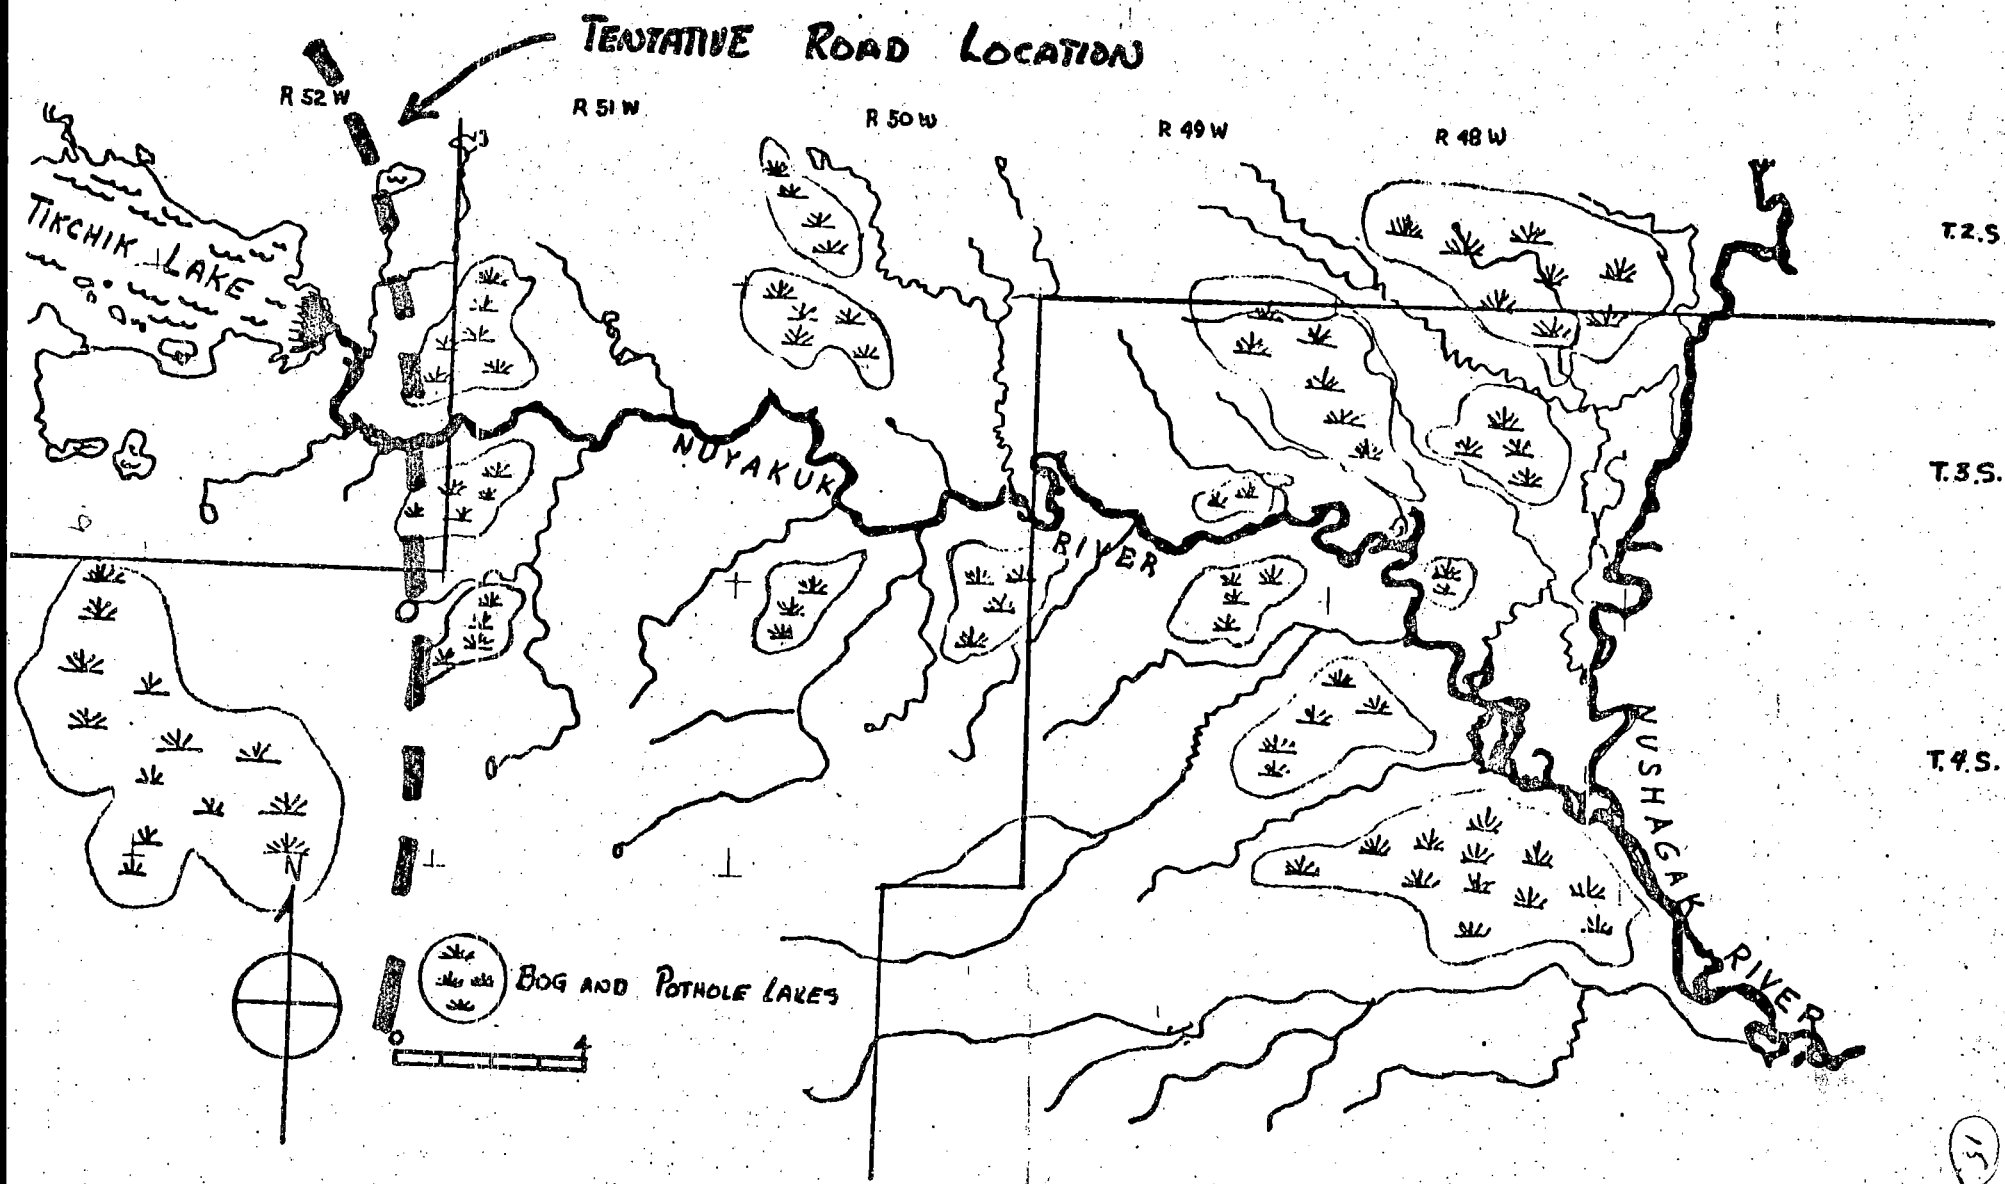 TENTATIVE ROAD LOCATION
R 52 W
R 51 W
R 50 W
R 49 W
R 48 W
T.2.S.
TIKCHIK LAKE
NUYAKUK RIVER
T.3.S.
NUSHAGAK RIVER
T.4.S.
N
BOG AND POTHOLE LAKES
0 4
15